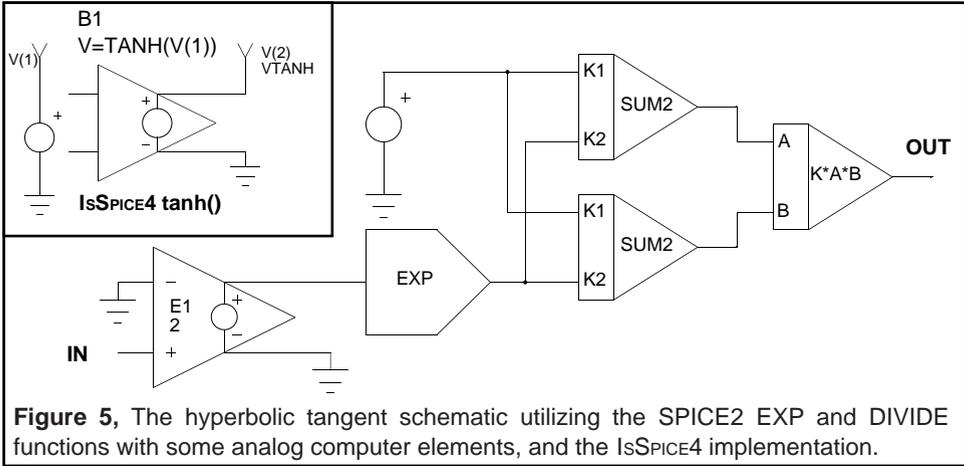 B1
V=TANH(V(1))
V(1)
V(2)
VTANH
+
+
−
IsSPICE4 tanh()
+
K1
K2
SUM2
K1
K2
SUM2
A
B
K*A*B
OUT
EXP
−
E1
2
+
+
−
IN
Figure 5, The hyperbolic tangent schematic utilizing the SPICE2 EXP and DIVIDE
functions with some analog computer elements, and the IsSPICE4 implementation.